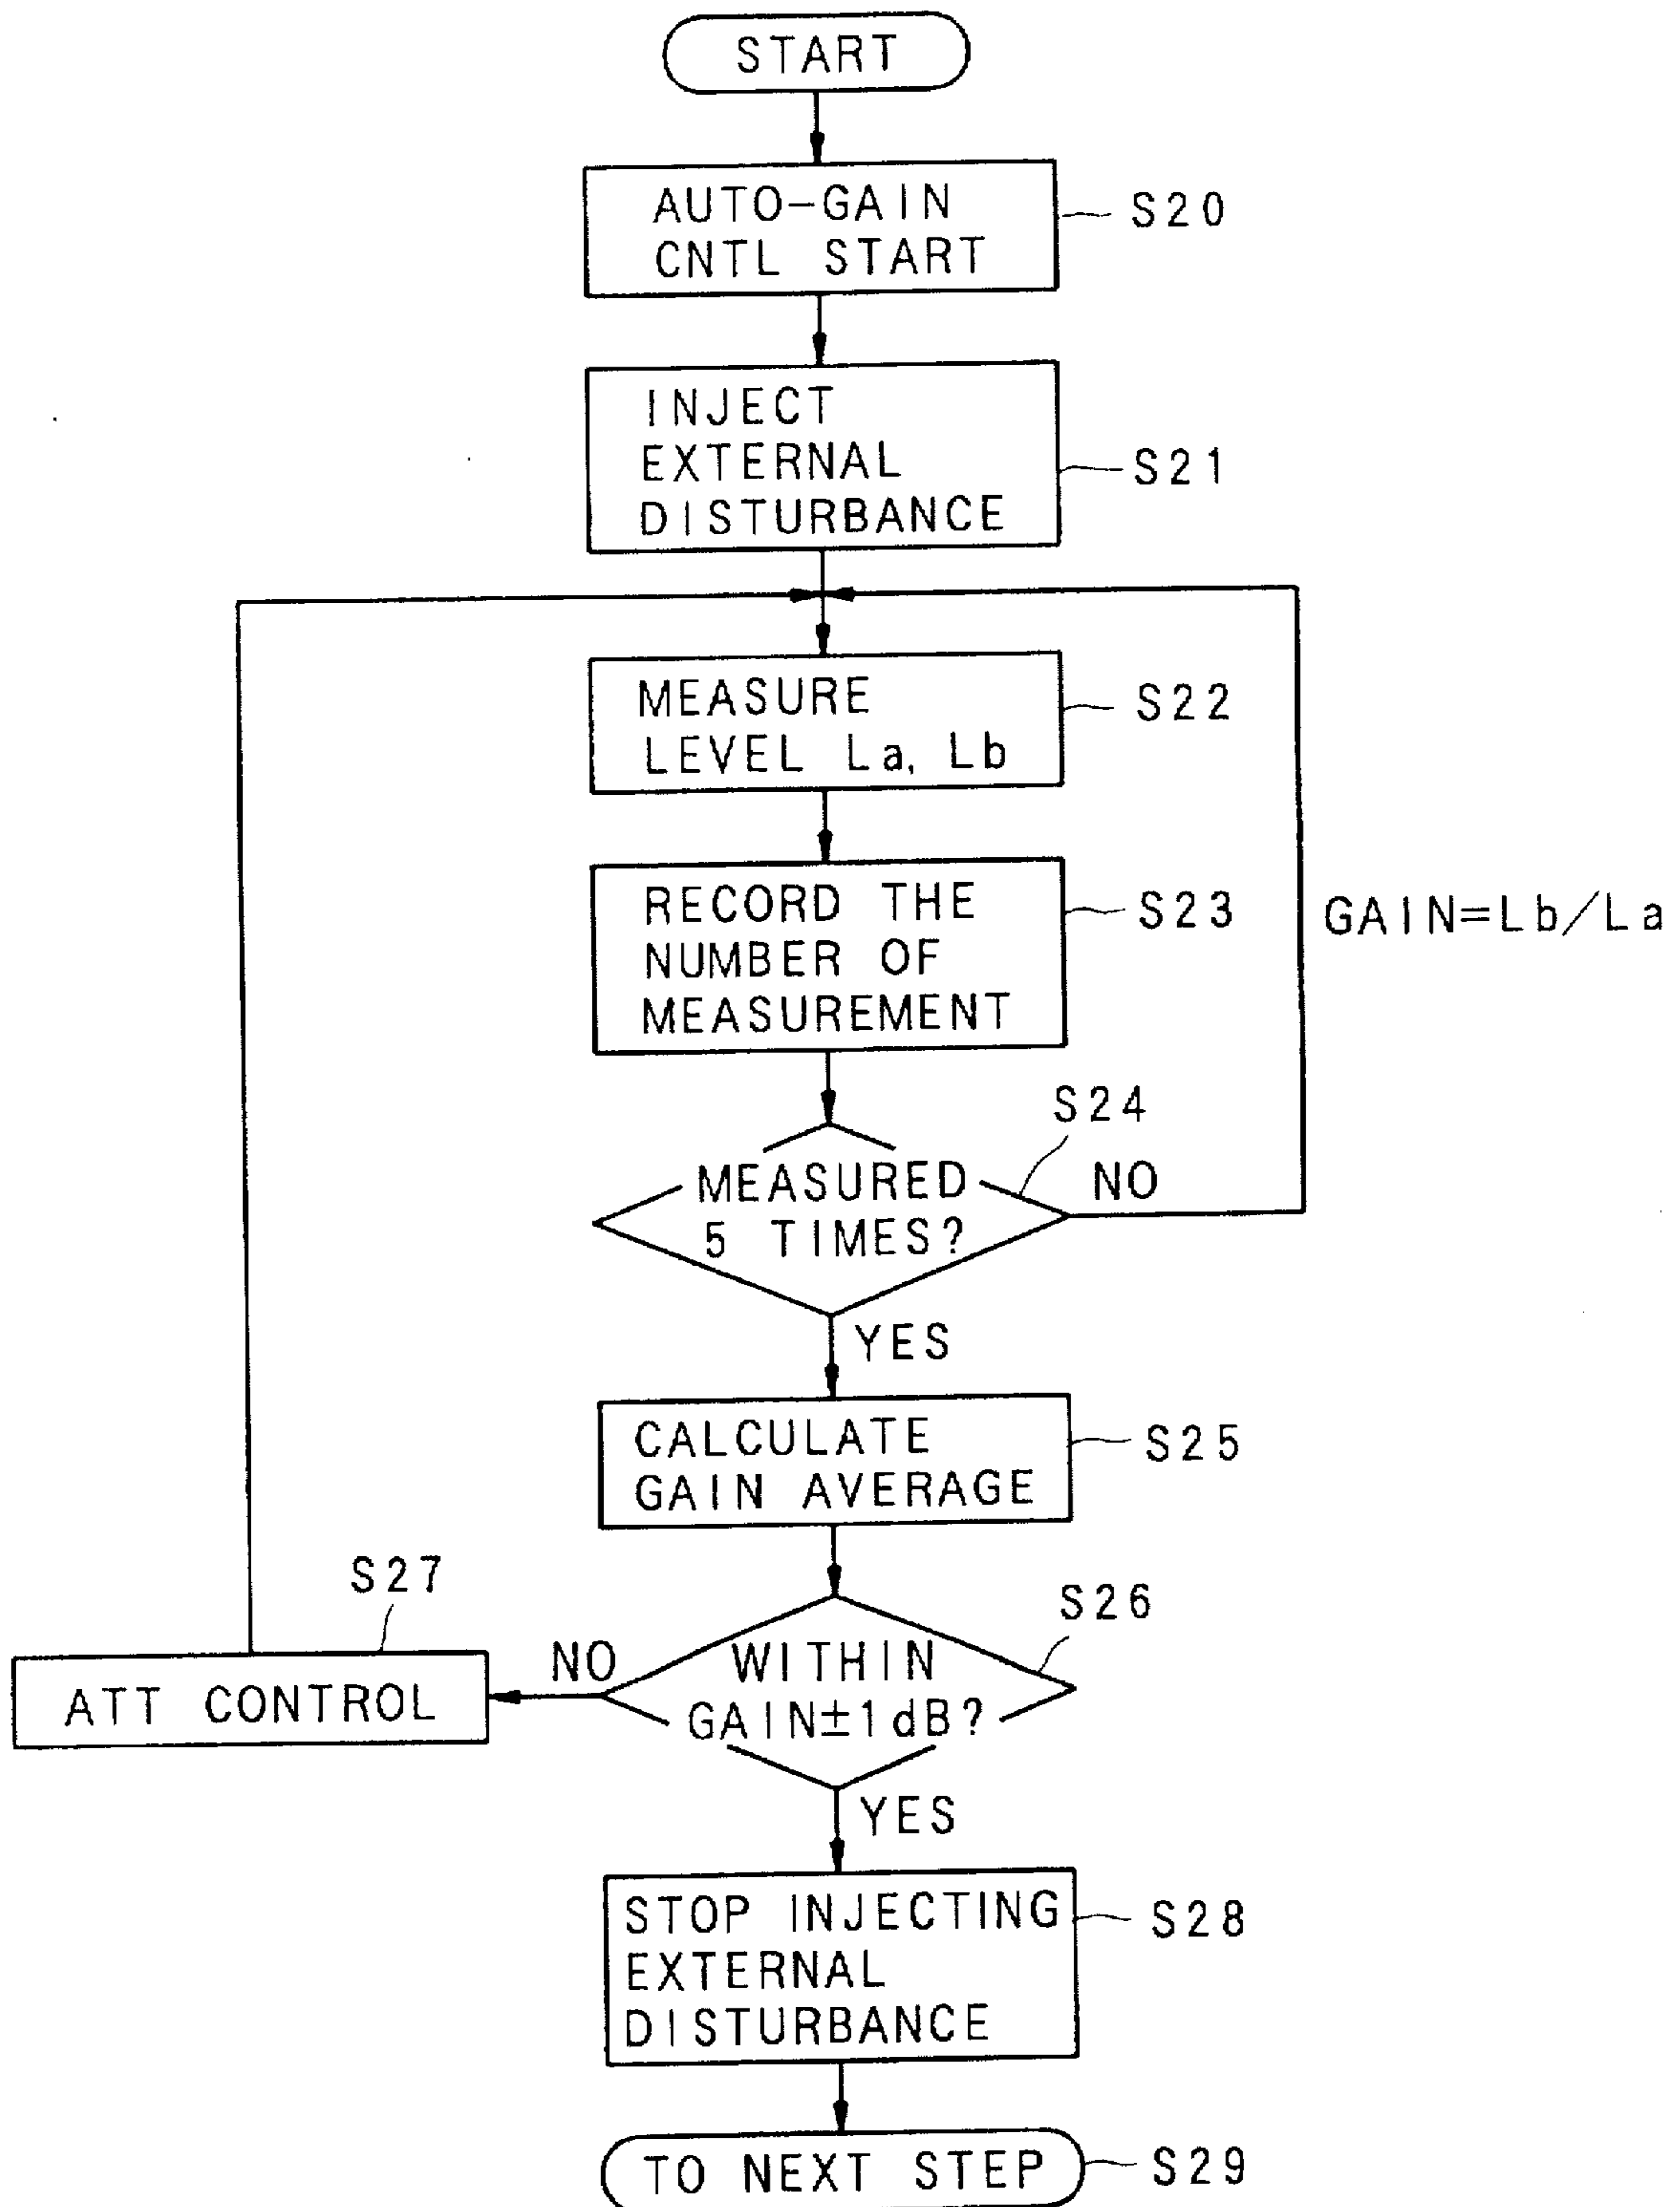 START
AUTO-GAIN
CNTL START
S20
INJECT
EXTERNAL
DISTURBANCE
S21
MEASURE
LEVEL La, Lb
S22
RECORD THE
NUMBER OF
MEASUREMENT
S23
GAIN=Lb/La
S24
MEASURED
5 TIMES?
NO
YES
CALCULATE
GAIN AVERAGE
S25
S27
ATT CONTROL
NO
S26
WITHIN
GAIN±1dB?
YES
STOP INJECTING
EXTERNAL
DISTURBANCE
S28
TO NEXT STEP
S29